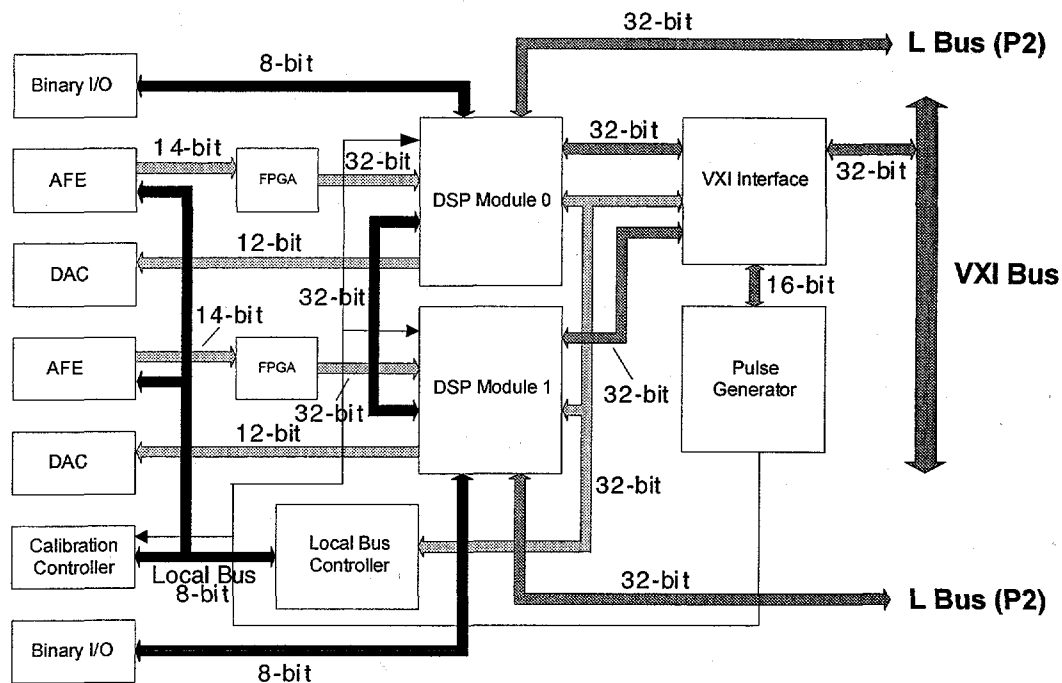 32-bit
L Bus (P2)
8-bit
Binary I/O
14-bit
AFE
FPGA
32-bit
DSP Module 0
32-bit
VXI Interface
32-bit
12-bit
DAC
32-bit
16-bit
VXI Bus
14-bit
AFE
FPGA
32-bit
DSP Module 1
32-bit
Pulse
Generator
12-bit
DAC
32-bit
Calibration
Controller
Local Bus
8-bit
Local Bus
Controller
32-bit
L Bus (P2)
Binary I/O
8-bit